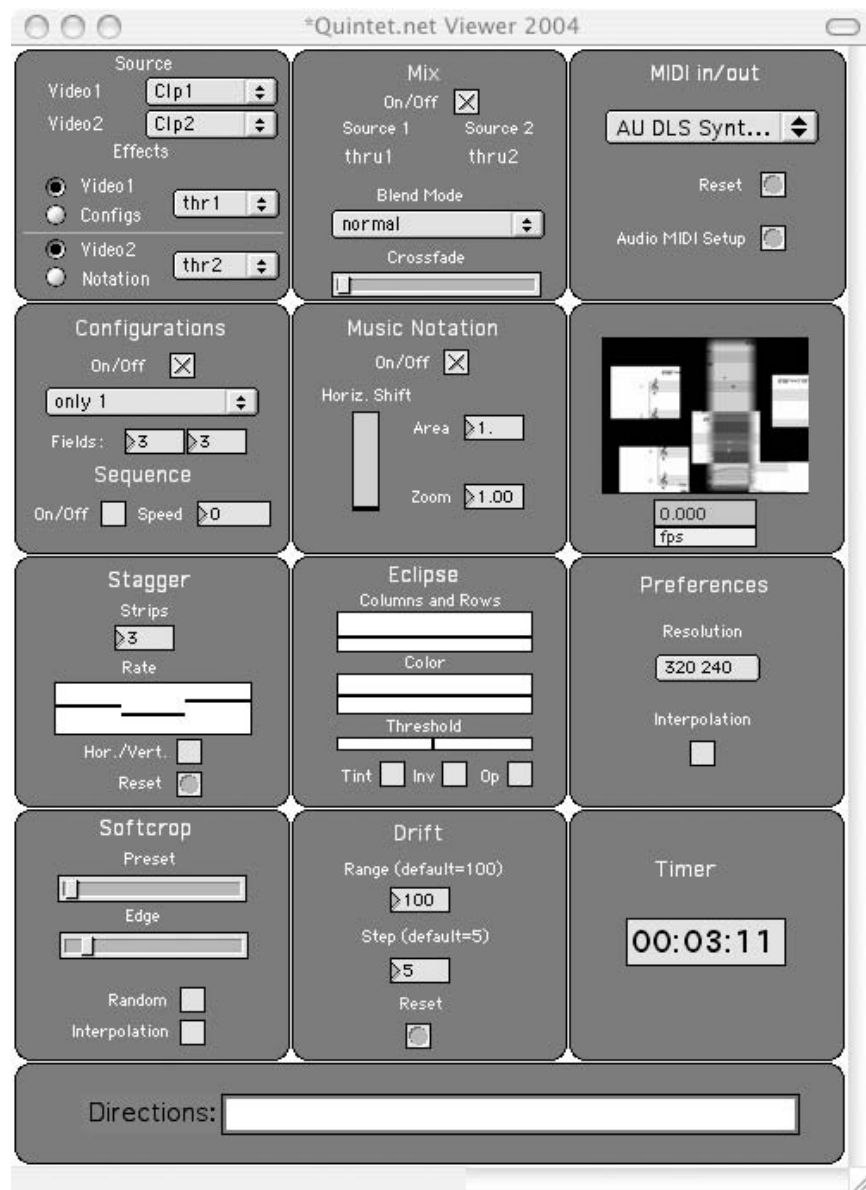 *Quintet.net Viewer 2004
Source
Video1 Clp1
Video2 Clp2
Effects
Video1
Configs
thr1
Video2
Notation
thr2
Mix
On/Off
Source 1 Source 2
thru1 thru2
Blend Mode
normal
Crossfade
MIDI in/out
AU DLS Synt...
Reset
Audio MIDI Setup
Configurations
On/Off
only 1
Fields: 3 3
Sequence
On/Off Speed 0
Music Notation
On/Off
Horiz. Shift
Area 1.
Zoom 1.00
0.000
fps
Stagger
Strips
3
Rate
Hor./Vert.
Reset
Eclipse
Columns and Rows
Color
Threshold
Tint Inv Op
Preferences
Resolution
320 240
Interpolation
Softcrop
Preset
Edge
Random
Interpolation
Drift
Range (default=100)
100
Step (default=5)
5
Reset
Timer
00:03:11
Directions: